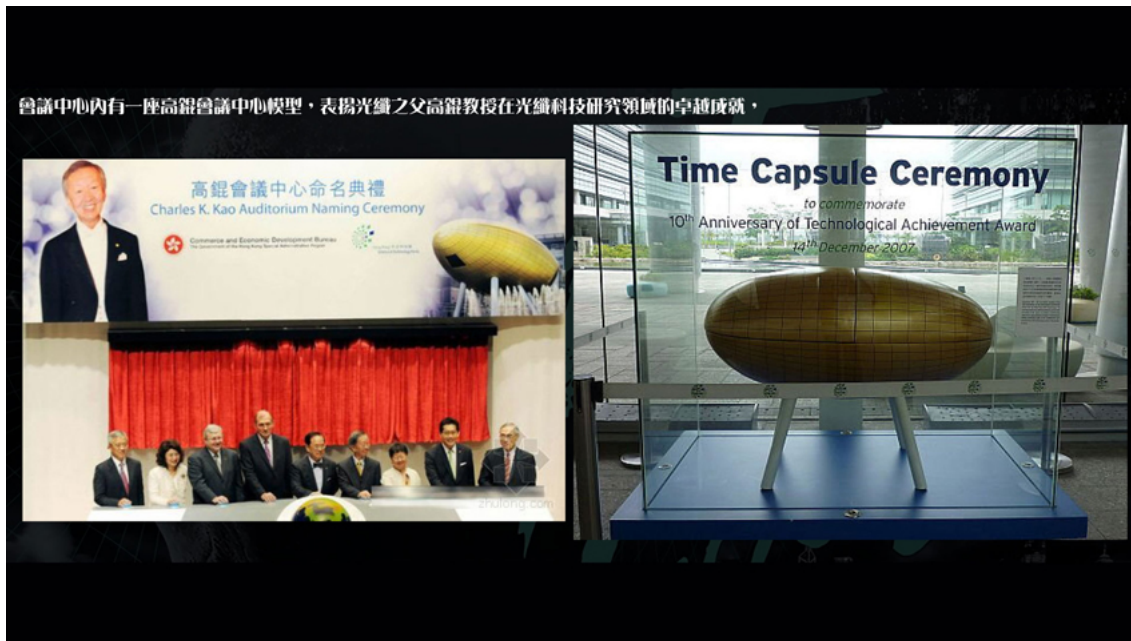 會議中心內有一座高錕會議中心模型，表揚光纖之父高錕教授在光纖科技研究領域的卓越成就，
高錕會議中心命名典禮
Charles K. Kao Auditorium Naming Ceremony
Commerce and Economic Development Bureau
zhulong.com
Time Capsule Ceremony
to commemorate
10th Anniversary of Technological Achievement Award
14th December 2007